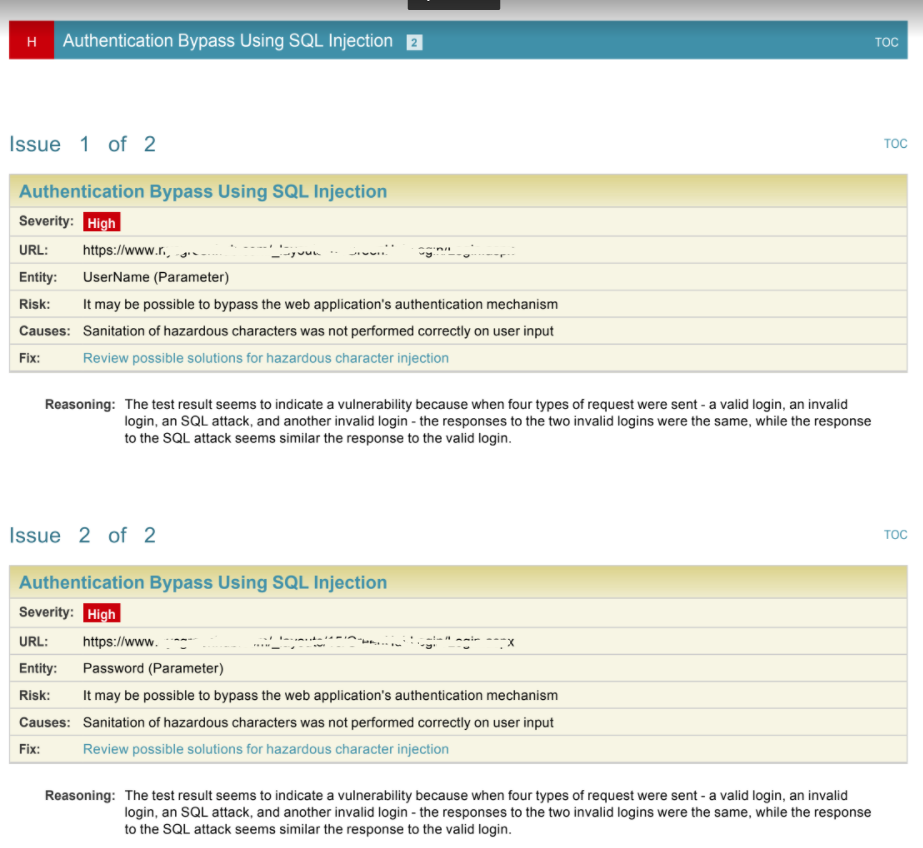 H Authentication Bypass Using SQL Injection 2 TOC
Issue 1 of 2 TOC
Authentication Bypass Using SQL Injection
Severity: High
URL: https://www.
Entity: UserName (Parameter)
Risk: It may be possible to bypass the web application's authentication mechanism
Causes: Sanitation of hazardous characters was not performed correctly on user input
Fix: Review possible solutions for hazardous character injection
Reasoning: The test result seems to indicate a vulnerability because when four types of request were sent - a valid login, an invalid
login, an SQL attack, and another invalid login - the responses to the two invalid logins were the same, while the response
to the SQL attack seems similar the response to the valid login.
Issue 2 of 2 TOC
Authentication Bypass Using SQL Injection
Severity: High
URL: https://www.
Entity: Password (Parameter)
Risk: It may be possible to bypass the web application's authentication mechanism
Causes: Sanitation of hazardous characters was not performed correctly on user input
Fix: Review possible solutions for hazardous character injection
Reasoning: The test result seems to indicate a vulnerability because when four types of request were sent - a valid login, an invalid
login, an SQL attack, and another invalid login - the responses to the two invalid logins were the same, while the response
to the SQL attack seems similar the response to the valid login.